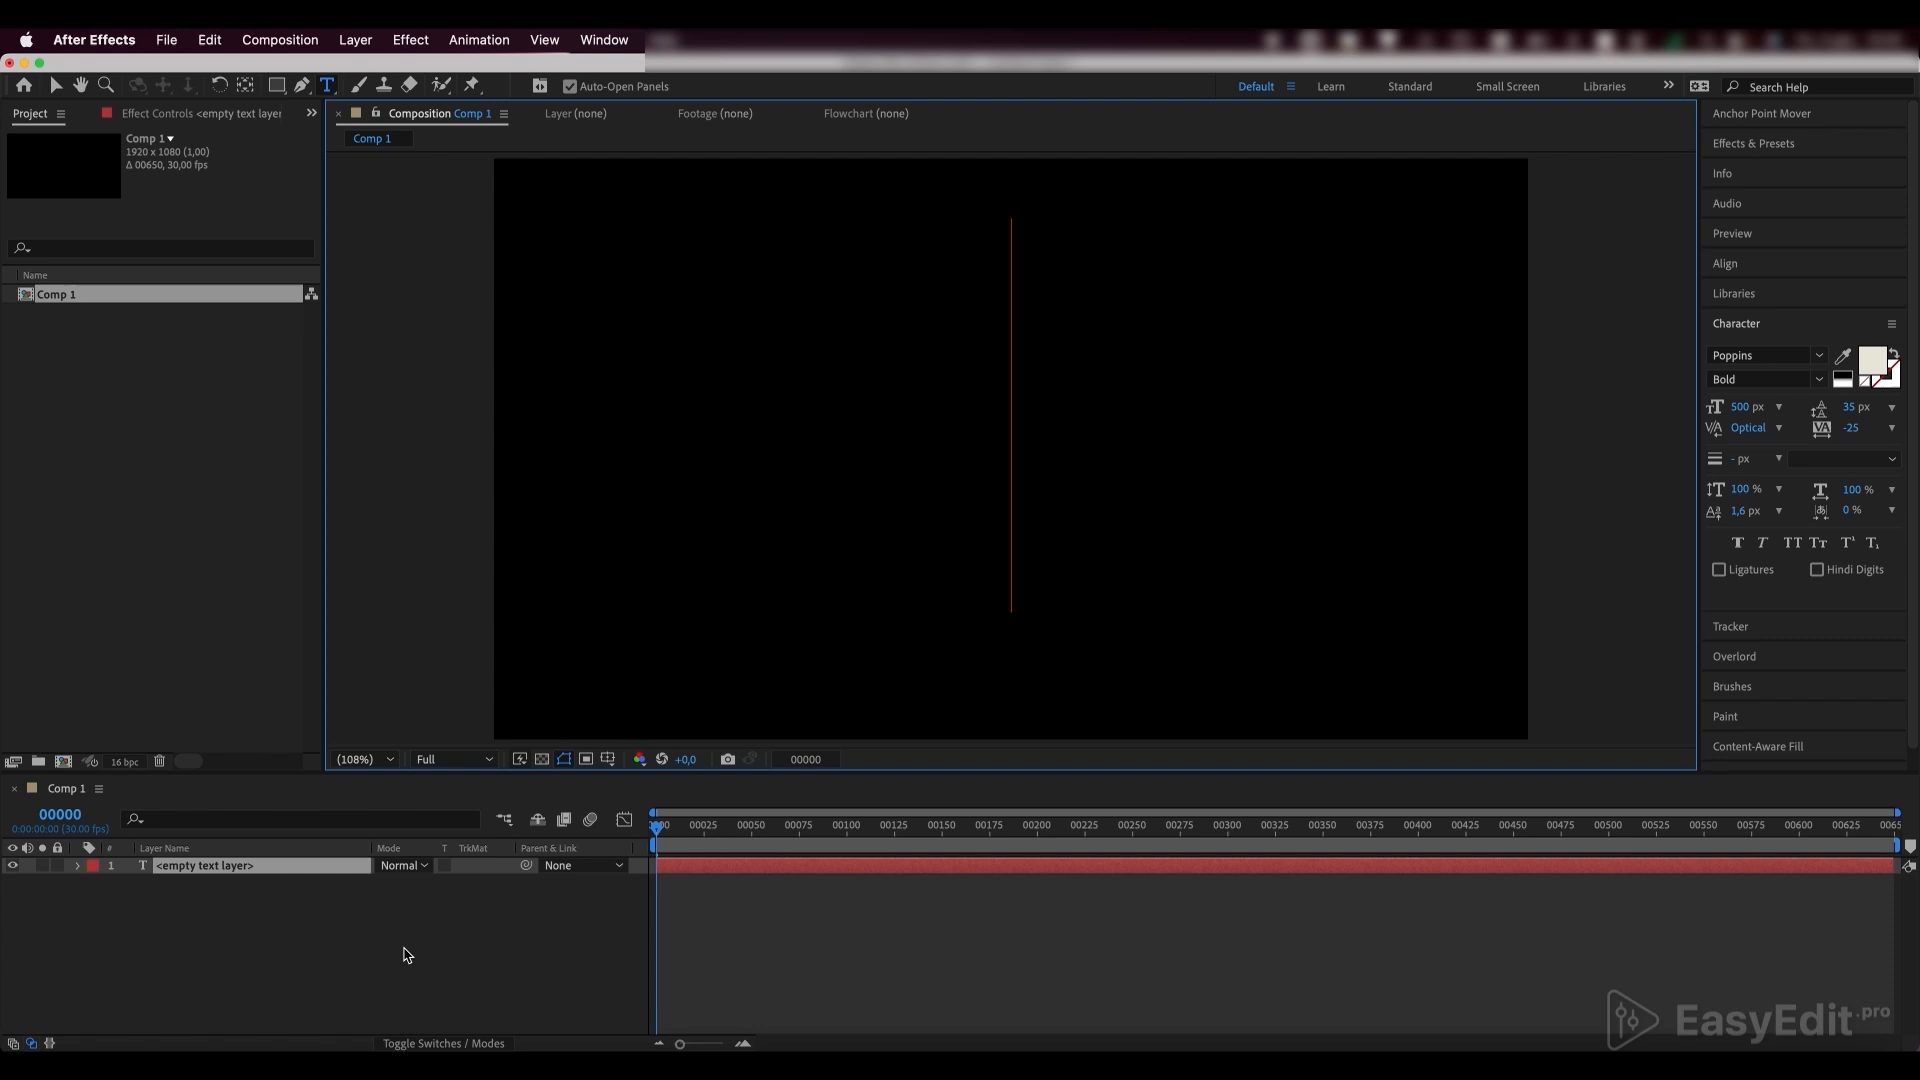 After Effects File Edit Composition Layer Effect Animation View Window
T Auto-Open Panels Default Learn Standard Small Screen Libraries Search Help
Project Effect Controls <empty text layer
Comp 1
1920 x 1080 (1,00)
Δ 00650, 30,00 fps
Name
Comp 1
16 bpc
Composition Comp 1 Layer (none) Footage (none) Flowchart (none)
Comp 1
(108%) Full +0,0 00000
Anchor Point Mover
Effects & Presets
Info
Audio
Preview
Align
Libraries
Character
Poppins
Bold
500 px 35 px
Optical -25
- px
100 % 100 %
1,6 px 0 %
T T TT Tt T¹ T₁
Ligatures Hindi Digits
Tracker
Overlord
Brushes
Paint
Content-Aware Fill
Comp 1
00000
0:00:00:00 (30.00 fps)
00025 00050 00075 00100 00125 00150 00175 00200 00225 00250 00275 00300 00325 00350 00375 00400 00425 00450 00475 00500 00525 00550 00575 00600 00625
# Layer Name Mode T TrkMat Parent & Link
1 T <empty text layer> Normal None
Toggle Switches / Modes
EasyEdit.pro